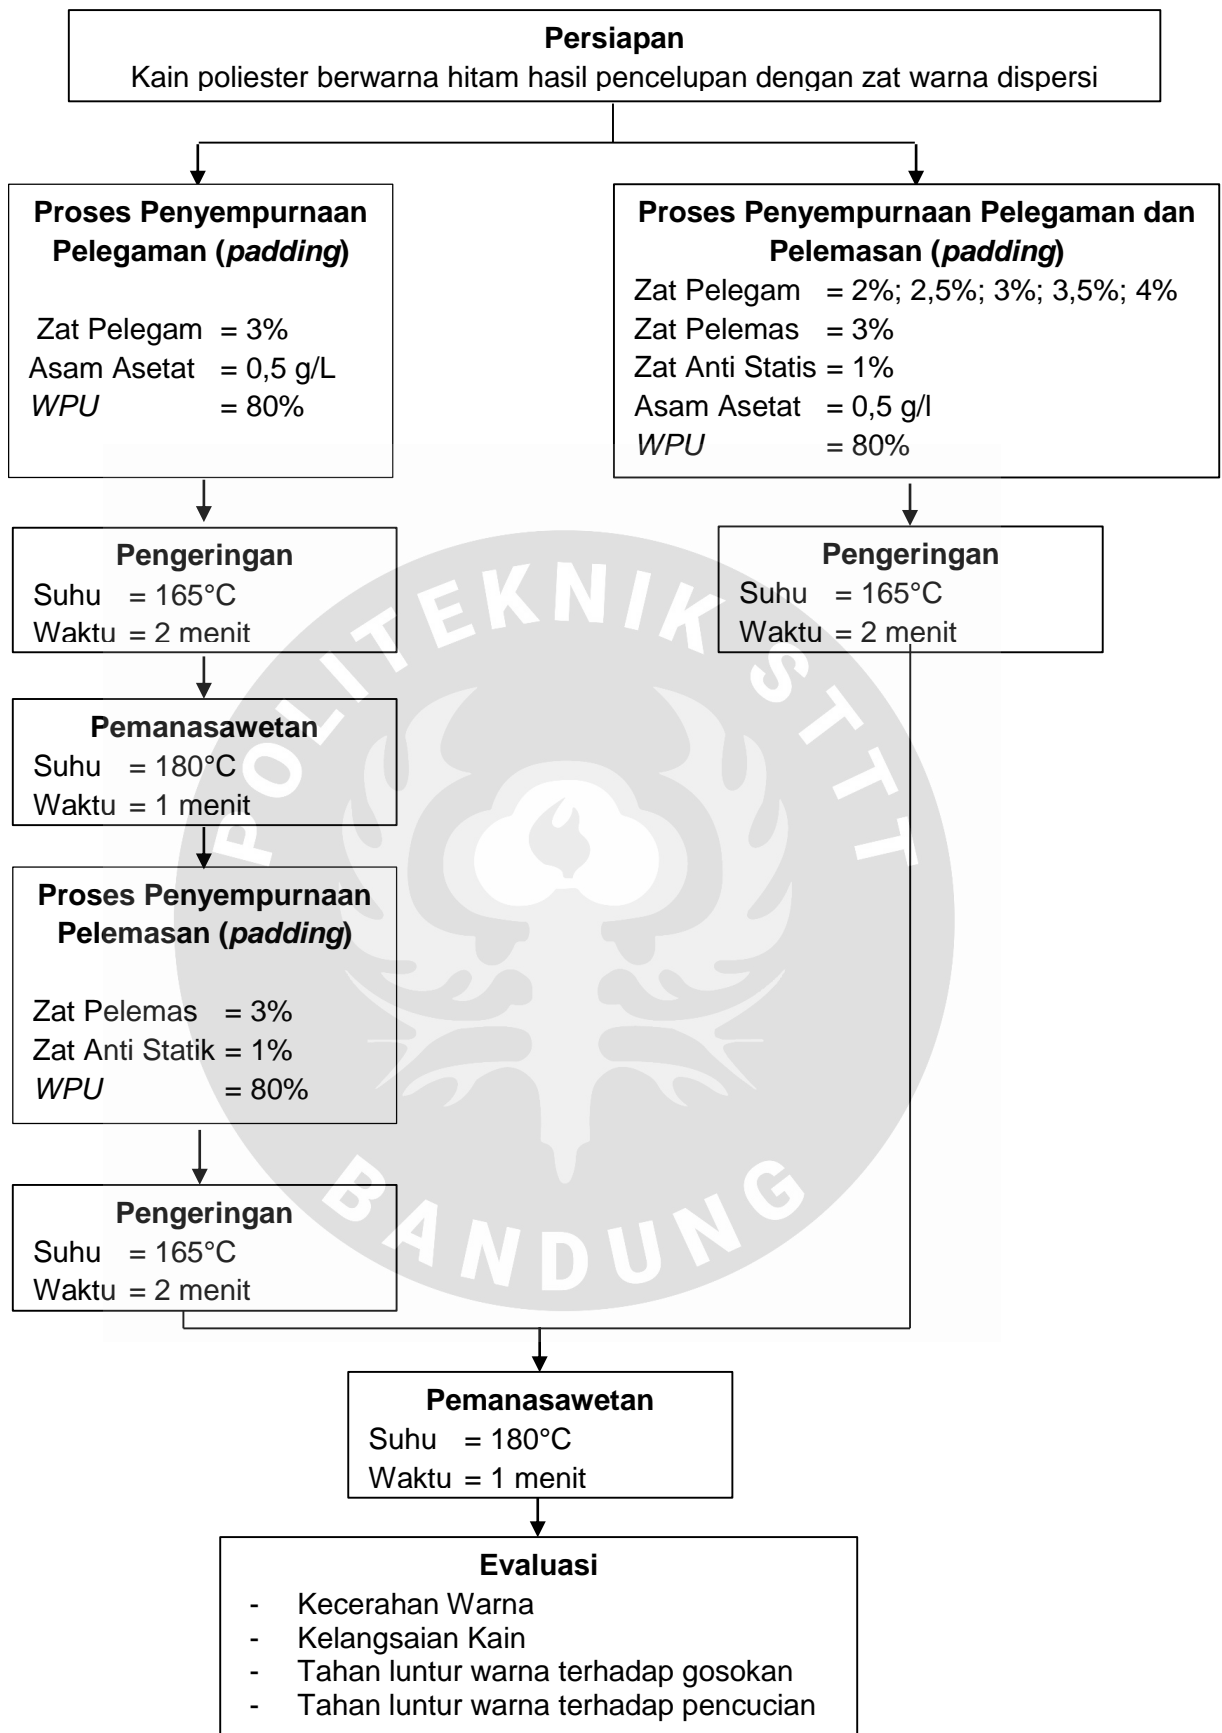 Persiapan
Kain poliester berwarna hitam hasil pencelupan dengan zat warna dispersi
Proses Penyempurnaan
Pelegaman (padding)
Zat Pelegam = 3%
Asam Asetat = 0,5 g/L
WPU = 80%
Proses Penyempurnaan Pelegaman dan
Pelemasan (padding)
Zat Pelegam = 2%; 2,5%; 3%; 3,5%; 4%
Zat Pelemas = 3%
Zat Anti Statis = 1%
Asam Asetat = 0,5 g/l
WPU = 80%
Pengeringan
Suhu = 165°C
Waktu = 2 menit
Pengeringan
Suhu = 165°C
Waktu = 2 menit
Pemanasawetan
Suhu = 180°C
Waktu = 1 menit
Proses Penyempurnaan
Pelemasan (padding)
Zat Pelemas = 3%
Zat Anti Statik = 1%
WPU = 80%
Pengeringan
Suhu = 165°C
Waktu = 2 menit
Pemanasawetan
Suhu = 180°C
Waktu = 1 menit
Evaluasi
- Kecerahan Warna
- Kelangsaian Kain
- Tahan luntur warna terhadap gosokan
- Tahan luntur warna terhadap pencucian
POLITEKNIK STTT
BANDUNG